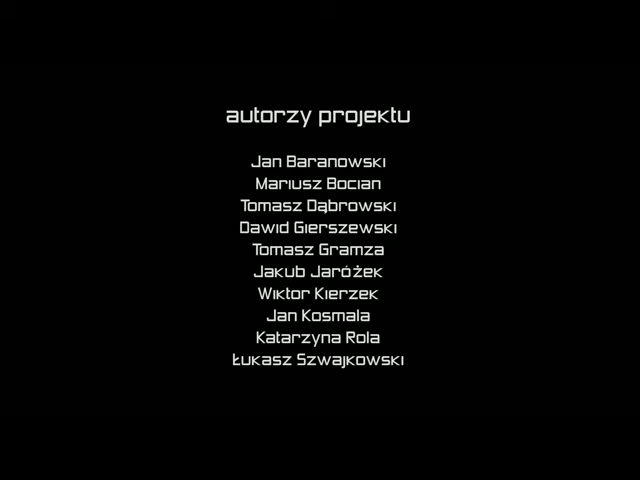 autorzy projektu
Jan Baranowski
Mariusz Bocian
Tomasz Dąbrowski
Dawid Gierszewski
Tomasz Gramza
Jakub Jaróżek
Wiktor Kierzek
Jan Kosmala
Katarzyna Rola
Łukasz Szwajkowski